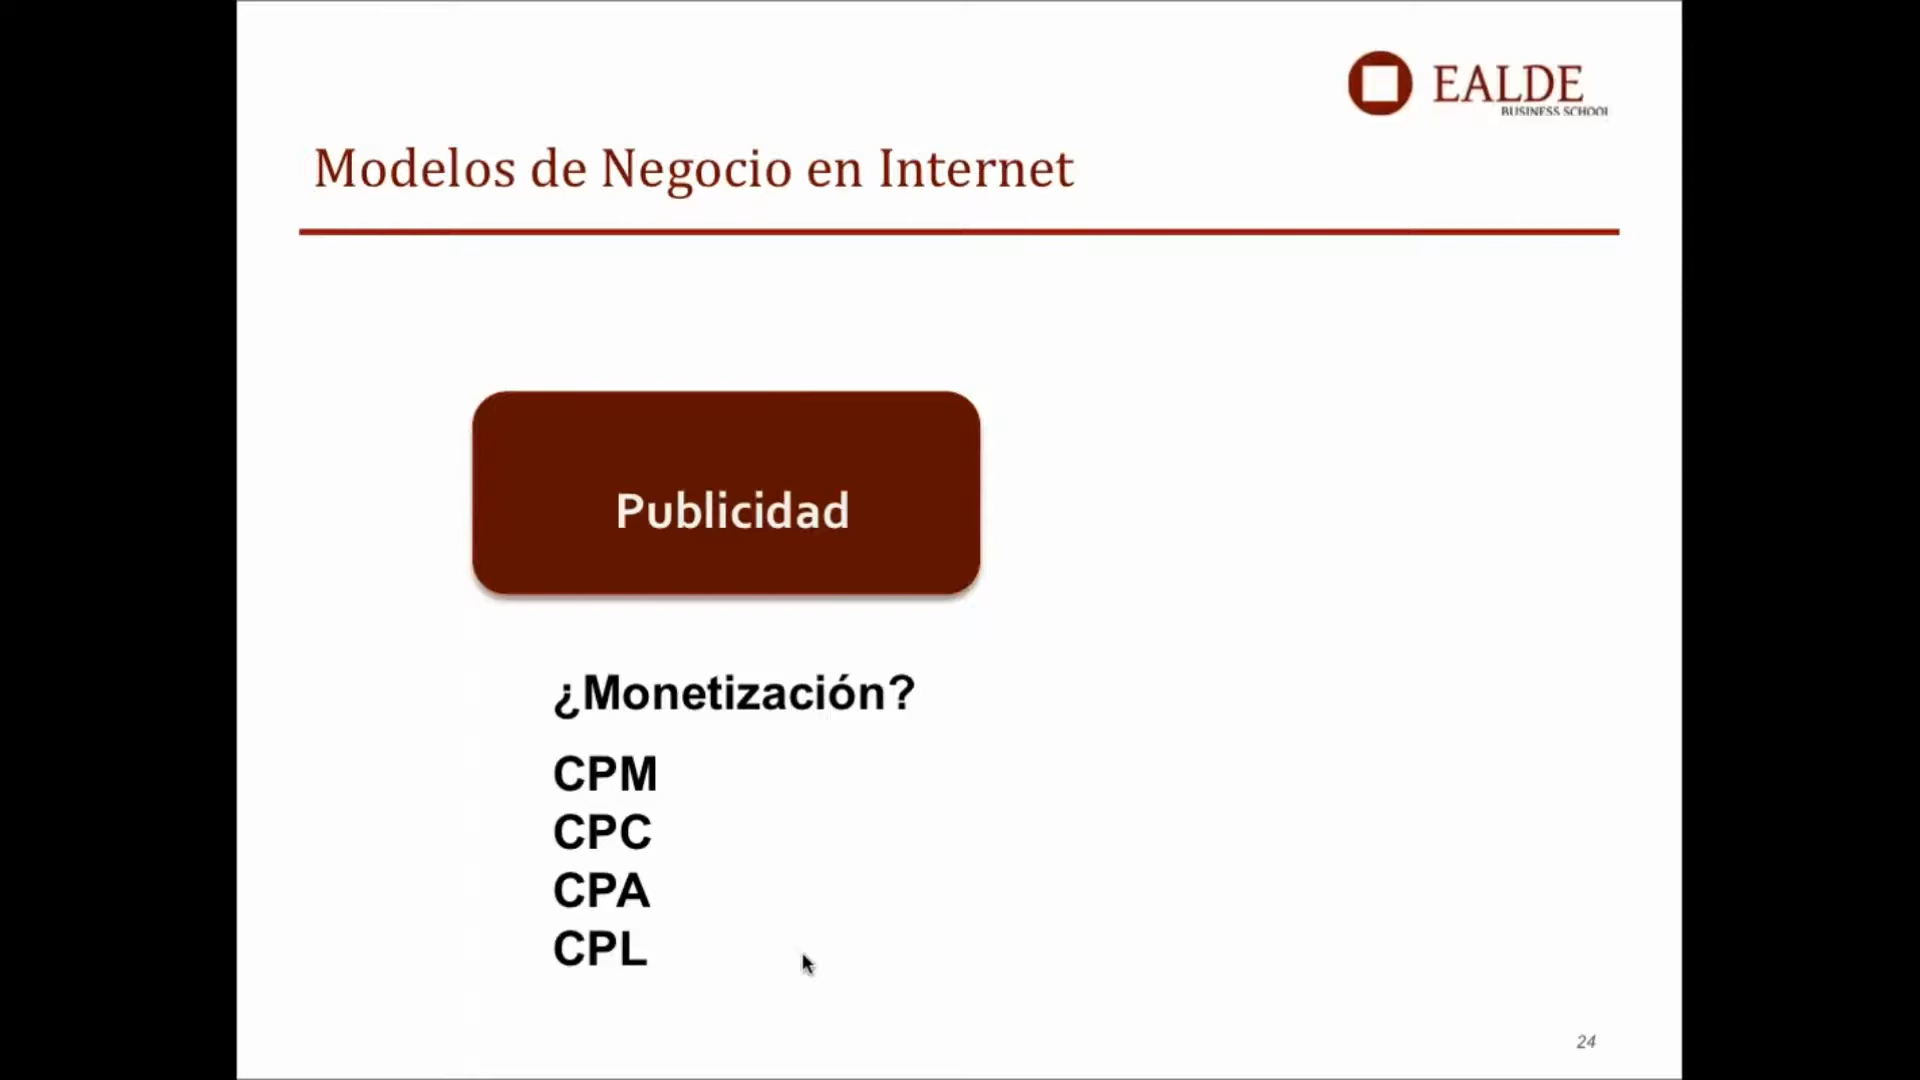 EALDE
BUSINESS SCHOOL
Modelos de Negocio en Internet
Publicidad
¿Monetización?
CPM
CPC
CPA
CPL
24